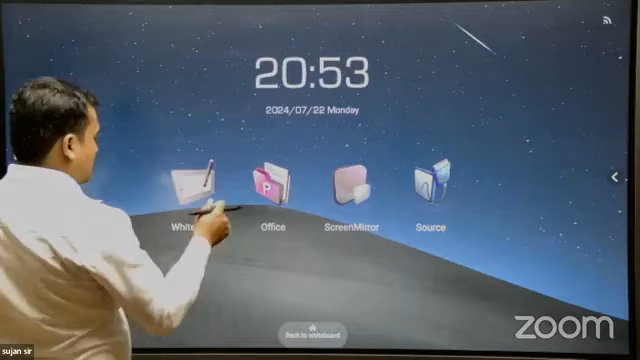 20:53
2024/07/22 Monday
P
Office
ScreenMirror
Source
Back to whiteboard
zoom
sujan sir